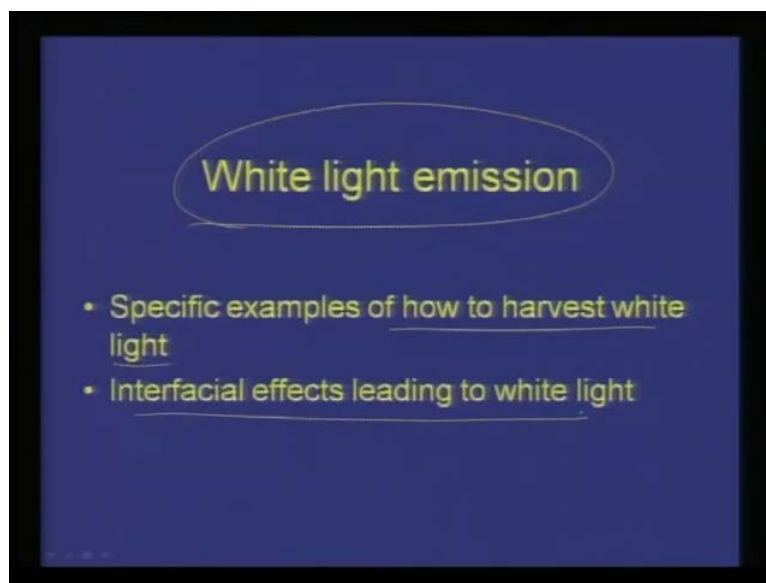 White light emission
• Specific examples of how to harvest white
light
• Interfacial effects leading to white light